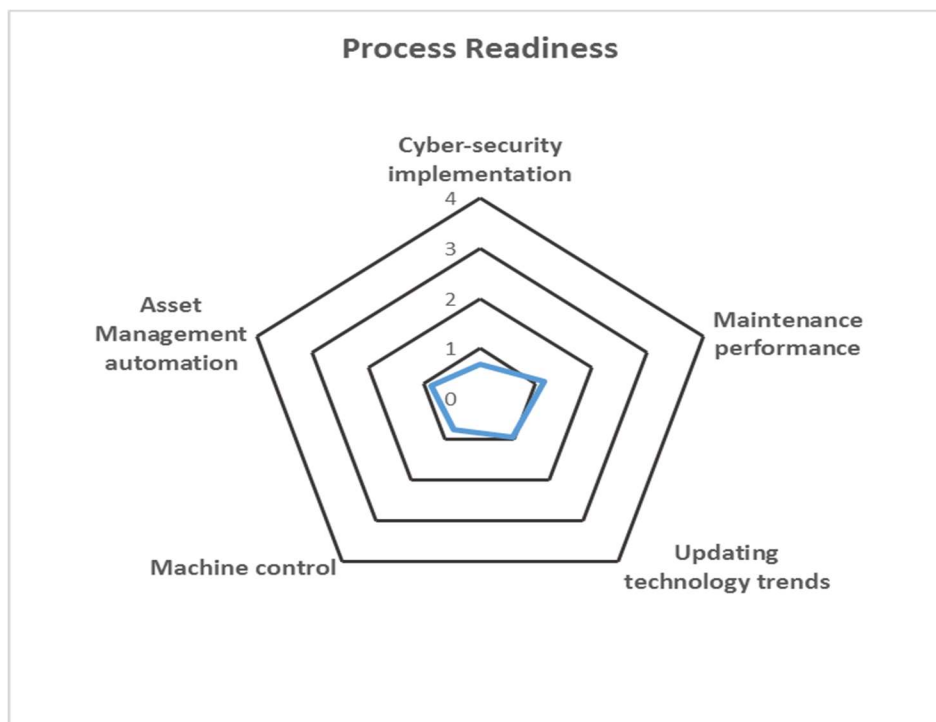 Process Readiness
Cyber-security
implementation
4
3
2
1
0
Asset
Management
automation
Maintenance
performance
Machine control
Updating
technology trends